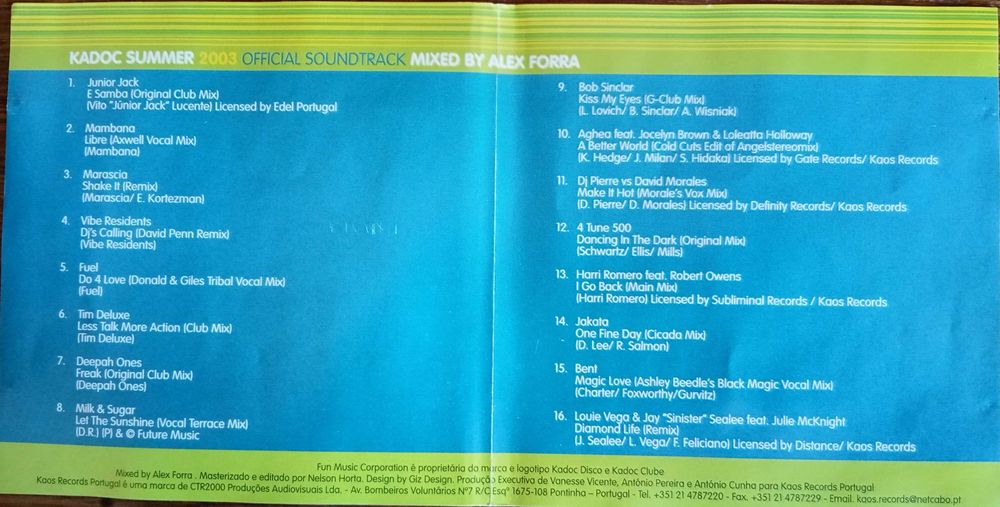 KADOC SUMMER 2003 OFFICIAL SOUNDTRACK MIXED BY ALEX FORRA
1. Junior Jack
E Samba (Original Club Mix)
(Vito "Júnior Jack" Lucente) Licensed by Edel Portugal
2. Mambana
Libre (Axwell Vocal Mix)
(Mambana)
3. Marascia
Shake It (Remix)
(Marascia/ E. Kortezman)
4. Vibe Residents
Dj's Calling (David Penn Remix)
(Vibe Residents)
5. Fuel
Do 4 Love (Donald & Giles Tribal Vocal Mix)
(Fuel)
6. Tim Deluxe
Less Talk More Action (Club Mix)
(Tim Deluxe)
7. Deepah Ones
Freak (Original Club Mix)
(Deepah Ones)
8. Milk & Sugar
Let The Sunshine (Vocal Terrace Mix)
(D.R.) (P) & © Future Music
9. Bob Sinclar
Kiss My Eyes (G-Club Mix)
(L. Lovich/ B. Sinclar/ A. Wisniak)
10. Aghea feat. Jocelyn Brown & Loleatta Holloway
A Better World (Cold Cuts Edit of Angelstereomix)
(K. Hedge/ J. Milan/ S. Hidaka) Licensed by Gate Records/ Kaos Records
11. Dj Pierre vs David Morales
Make It Hot (Morale's Vox Mix)
(D. Pierre/ D. Morales) Licensed by Definity Records/ Kaos Records
12. 4 Tune 500
Dancing In The Dark (Original Mix)
(Schwartz/ Ellis/ Mills)
13. Harri Romero feat. Robert Owens
I Go Back (Main Mix)
(Harri Romero) Licensed by Subliminal Records / Kaos Records
14. Jakata
One Fine Day (Cicada Mix)
(D. Lee/ R. Salmon)
15. Bent
Magic Love (Ashley Beedle's Black Magic Vocal Mix)
(Charter/ Foxworthy/Gurvitz)
16. Louie Vega & Jay "Sinister" Sealee feat. Julie McKnight
Diamond Life (Remix)
(J. Sealee/ L. Vega/ F. Feliciano) Licensed by Distance/ Kaos Records
Fun Music Corporation é proprietária da marca e logotipo Kadoc Disco e Kadoc Clube
Mixed by Alex Forra . Masterizado e editado por Nelson Horta. Design by Giz Design. Produção Executiva de Vanesse Vicente, António Pereira e António Cunha para Kaos Records Portugal
Kaos Records Portugal é uma marca de CTR2000 Produções Audiovisuais Lda. - Av. Bombeiros Voluntários Nº7 R/C Esqº 1675-108 Pontinha – Portugal - Tel. +351 21 4787220 - Fax. +351 21 4787229 - Email. kaos.records@netcabo.pt